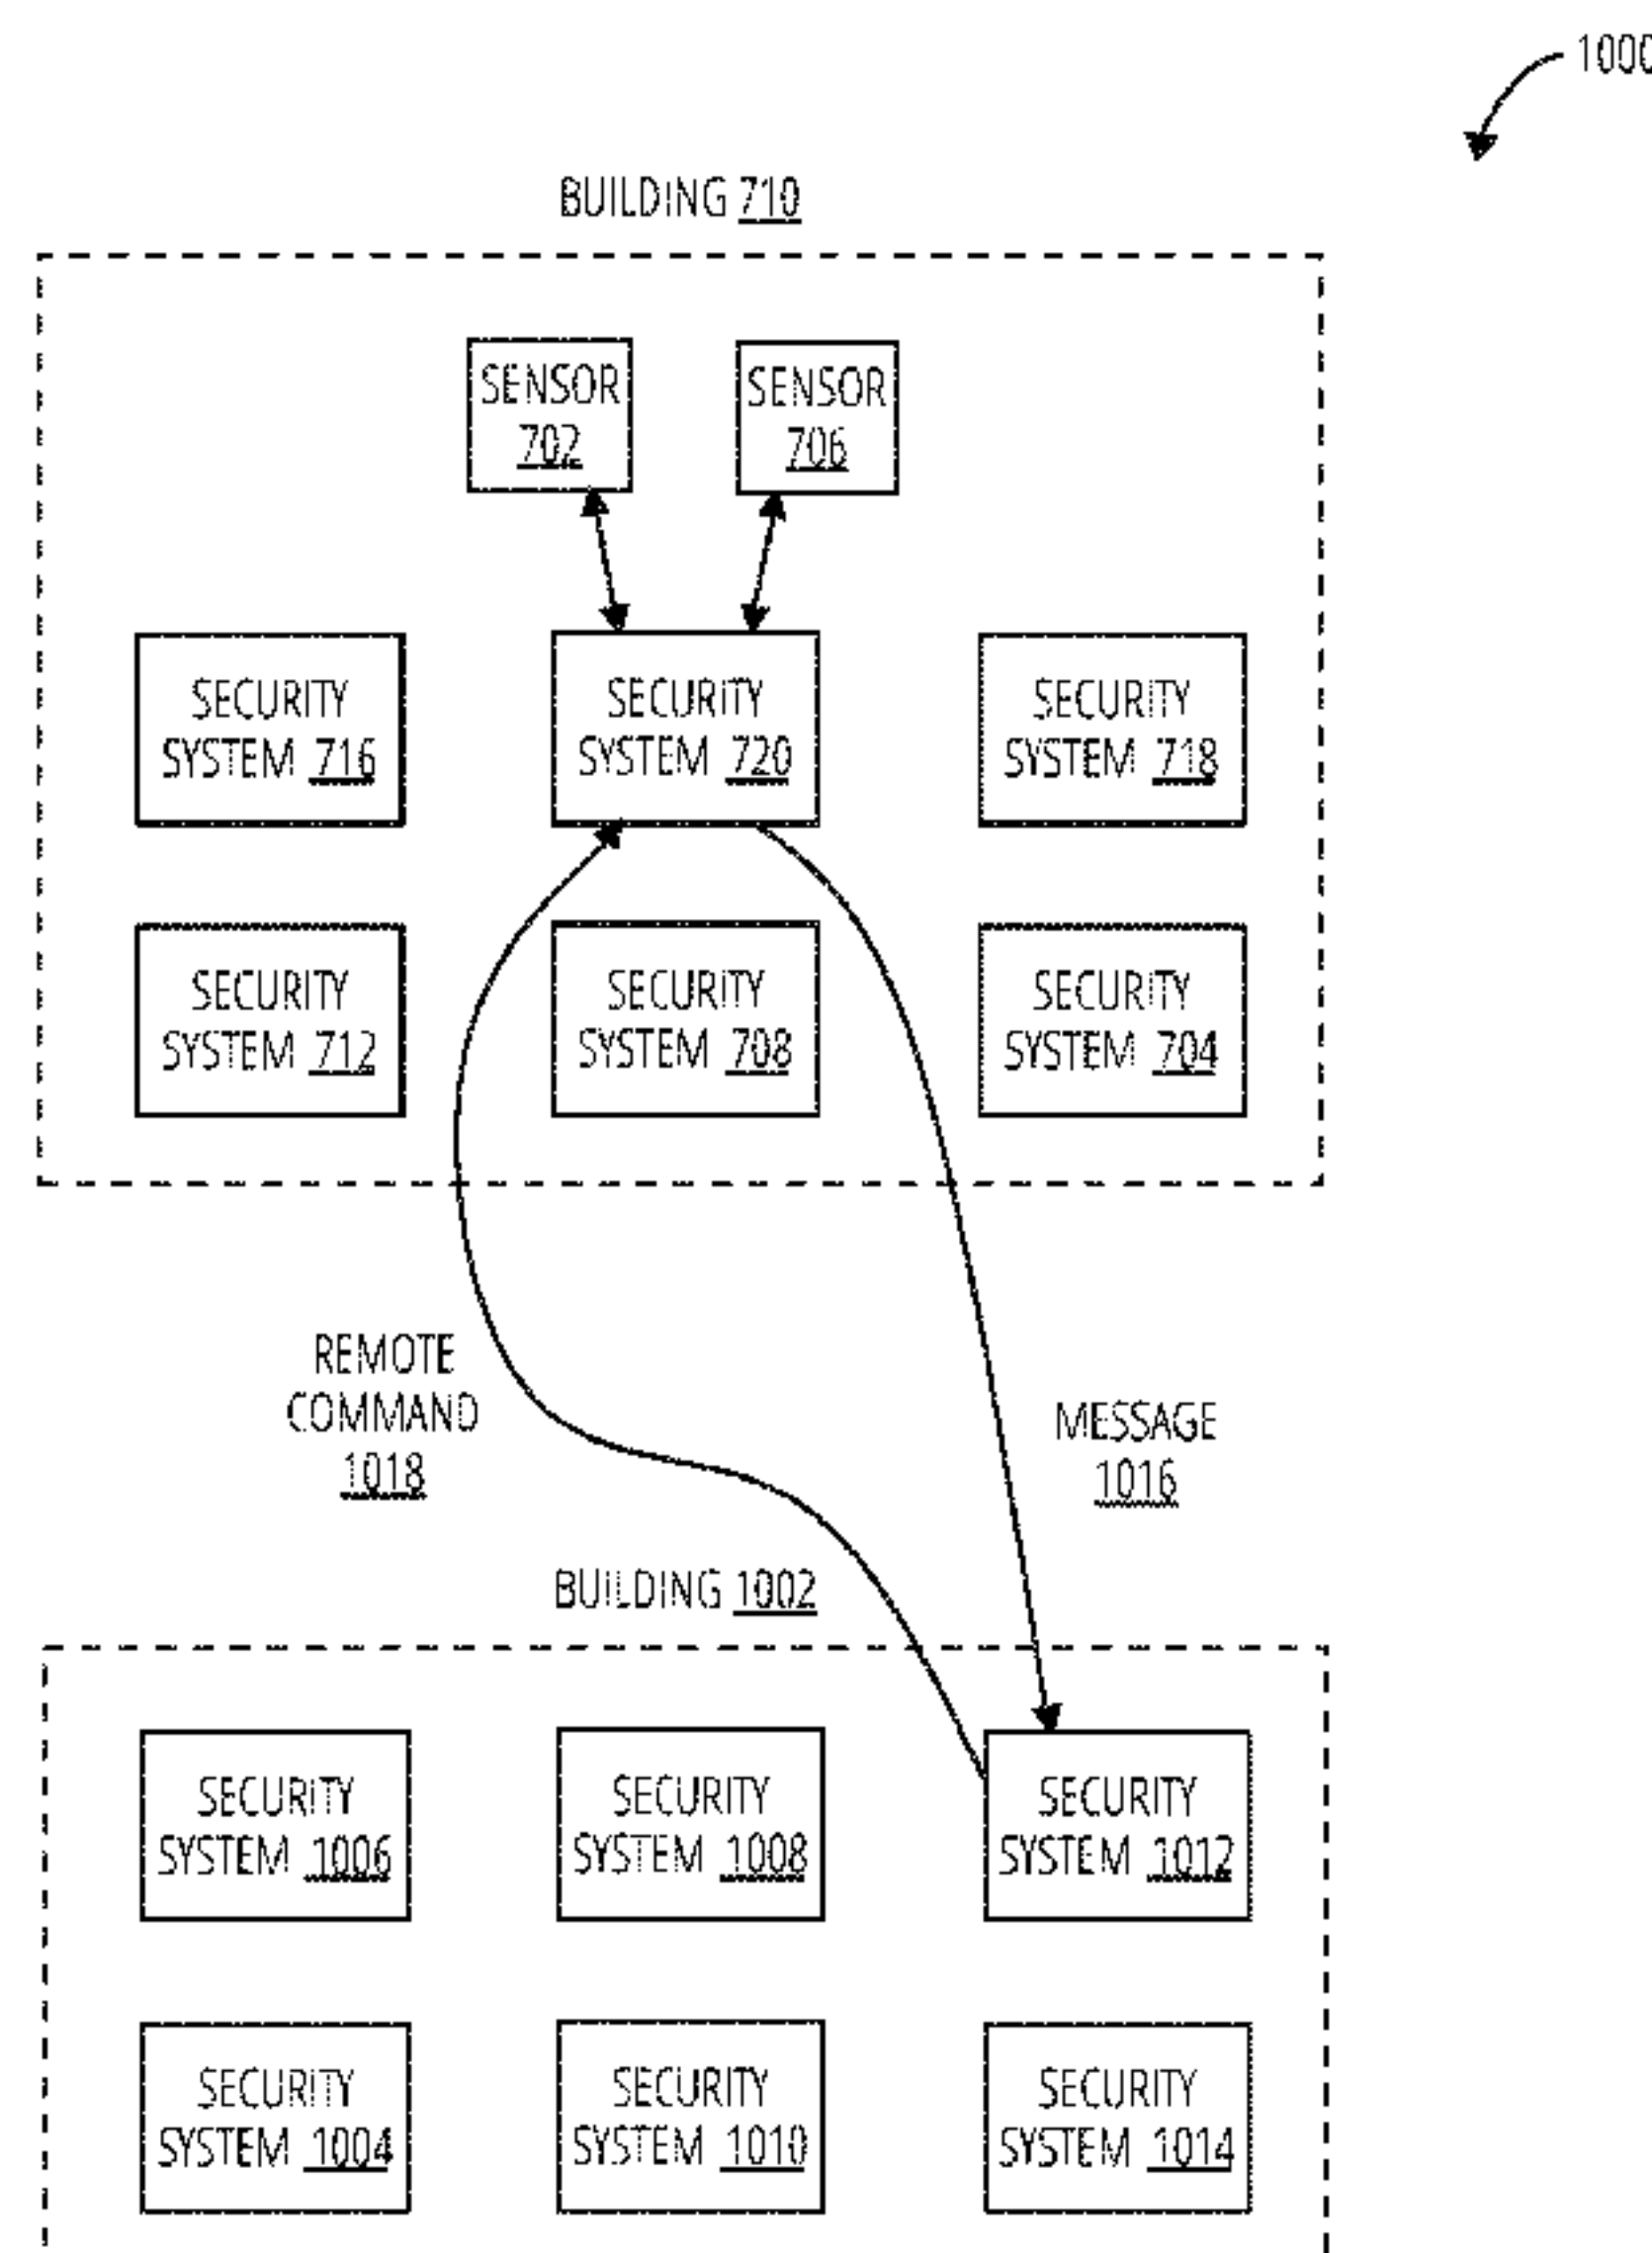 1000
BUILDING 710
SENSOR
702
SENSOR
706
SECURITY
SYSTEM 716
SECURITY
SYSTEM 720
SECURITY
SYSTEM 718
SECURITY
SYSTEM 712
SECURITY
SYSTEM 708
SECURITY
SYSTEM 704
REMOTE
COMMAND
1018
MESSAGE
1016
BUILDING 1002
SECURITY
SYSTEM 1006
SECURITY
SYSTEM 1008
SECURITY
SYSTEM 1012
SECURITY
SYSTEM 1004
SECURITY
SYSTEM 1010
SECURITY
SYSTEM 1014